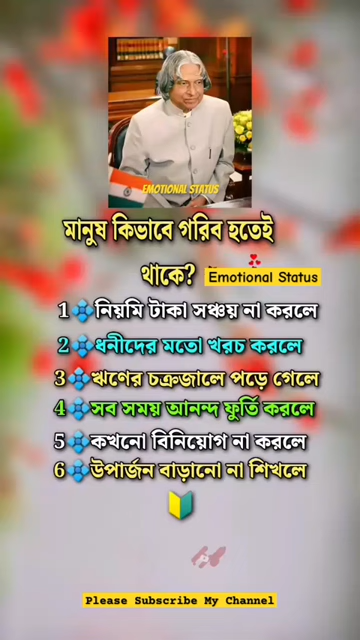 EMOTIONAL STATUS
মানুষ কিভাবে গরিব হতেই
থাকে?
Emotional Status
1 নিয়মি টাকা সঞ্চয় না করলে
2 ধনীদের মতো খরচ করলে
3 ঋণের চক্রজালে পড়ে গেলে
4 সব সময় আনন্দ ফুর্তি করলে
5 কখনো বিনিয়োগ না করলে
6 উপার্জন বাড়ানো না শিখলে
Please Subscribe My Channel